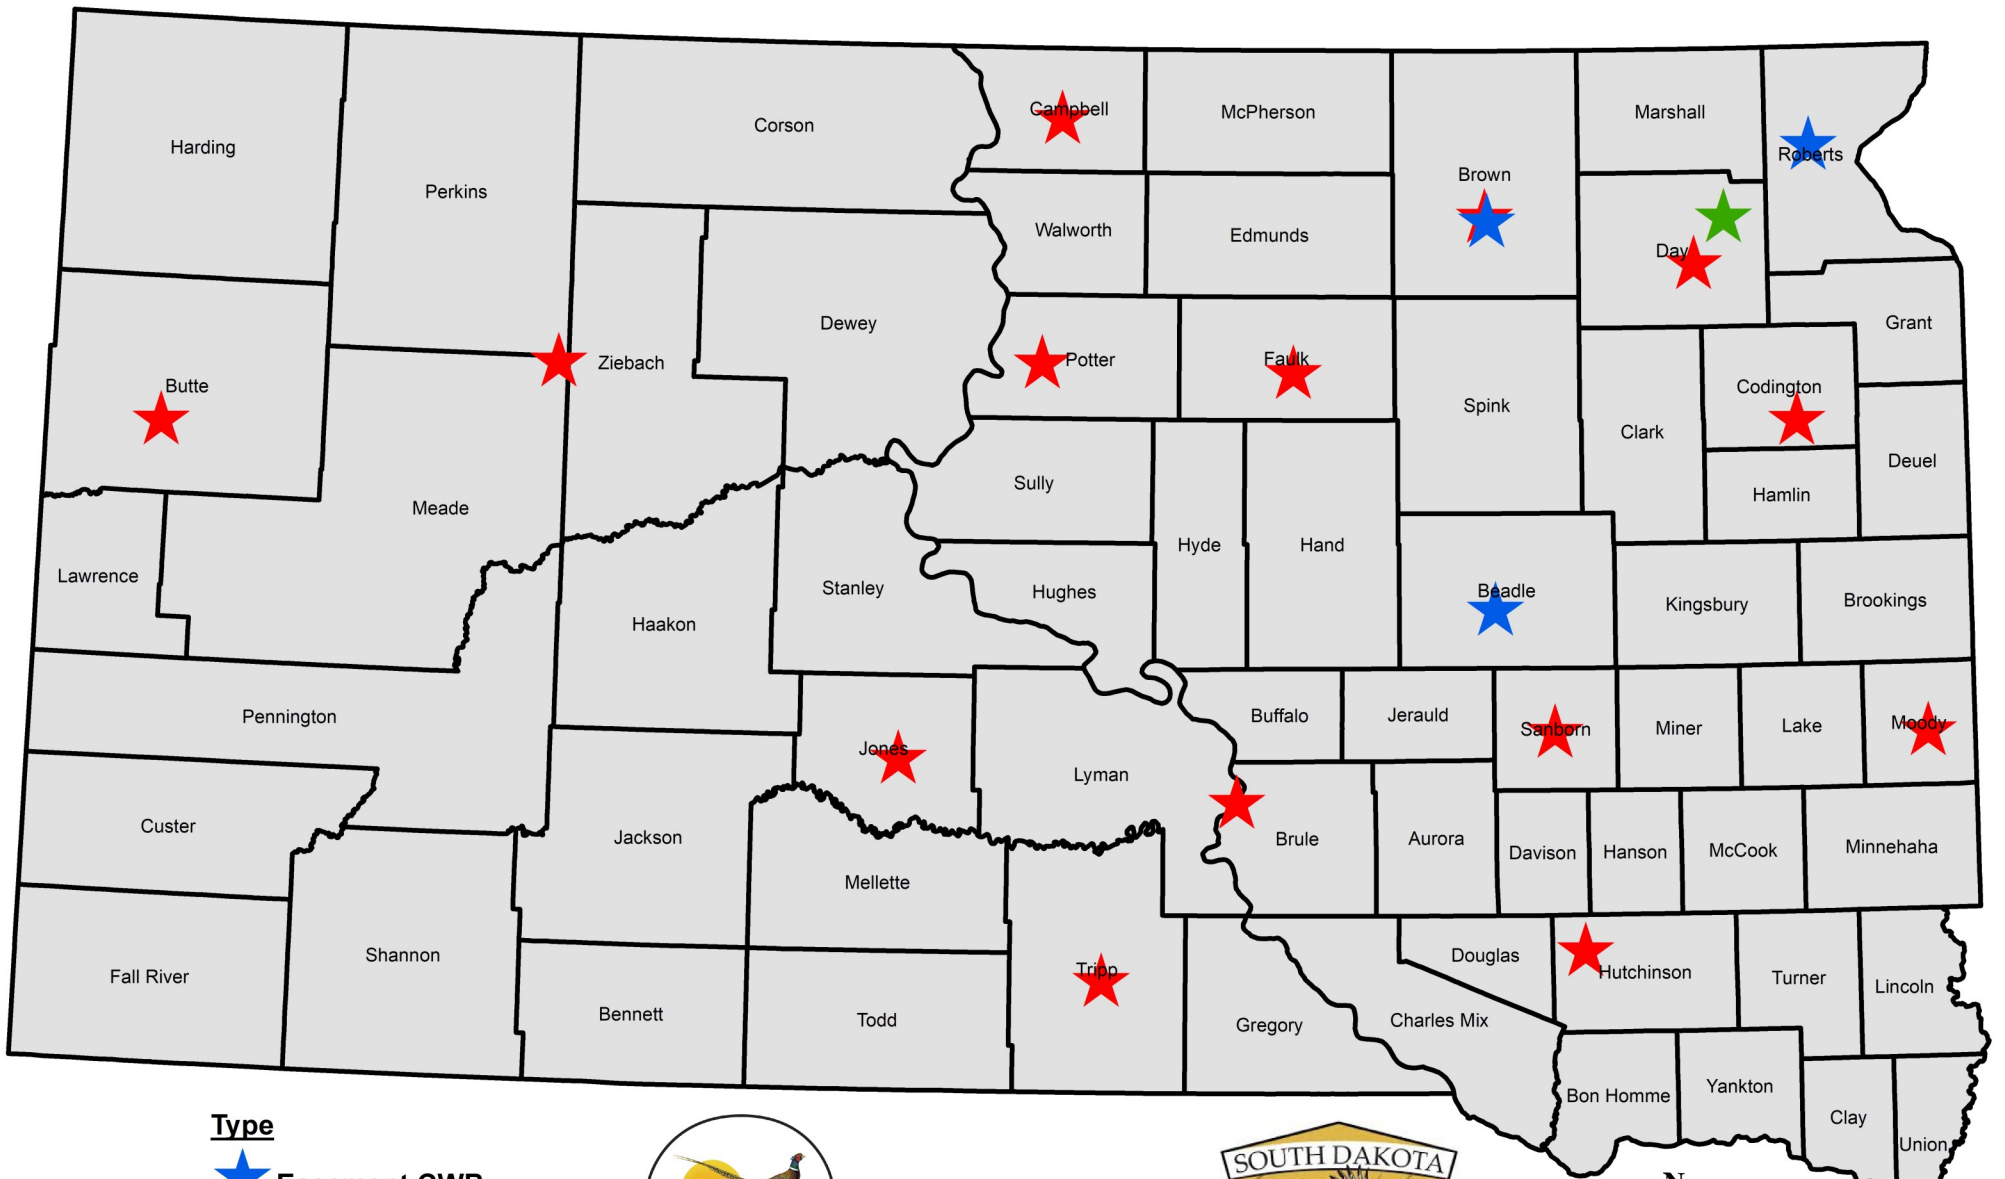 Harding
Perkins
Corson
Campbell
McPherson
Brown
Marshall
Roberts
Walworth
Edmunds
Day
Butte
Ziebach
Dewey
Potter
Faulk
Spink
Clark
Codington
Grant
Deuel
Hamlin
Meade
Sully
Hyde
Hand
Lawrence
Haakon
Stanley
Hughes
Beadle
Kingsbury
Brookings
Pennington
Jones
Lyman
Buffalo
Jerauld
Sanborn
Miner
Lake
Moody
Custer
Jackson
Mellette
Brule
Aurora
Davison
Hanson
McCook
Minnehaha
Fall River
Shannon
Bennett
Todd
Tripp
Gregory
Douglas
Charles Mix
Hutchinson
Turner
Lincoln
Bon Homme
Yankton
Clay
Union
Type
SOUTH DAKOTA
N